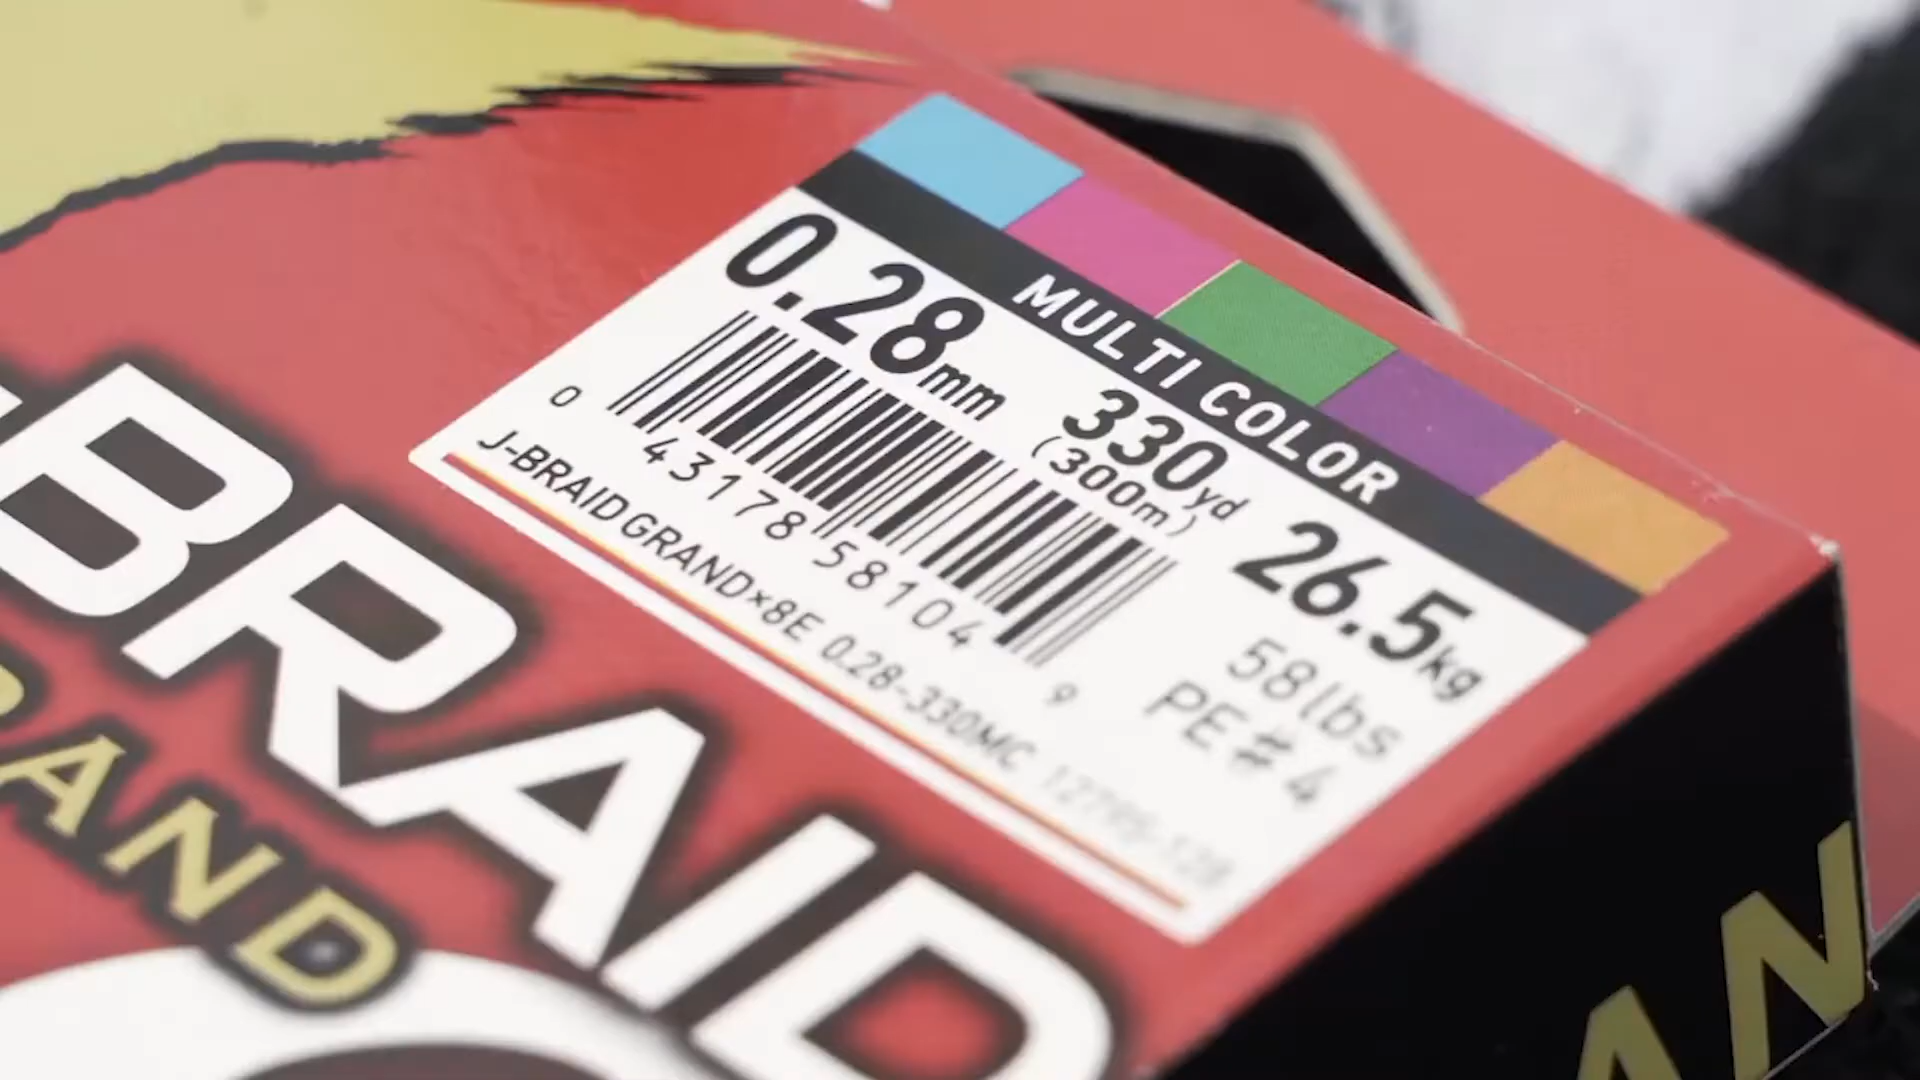 MULTI COLOR
0.28mm
330yd
(300m)
26.5kg
58lbs
PE#4
0 43178 58104 9
J-BRAID GRAND×8E 0.28-330MC
BRAID
AND
AN